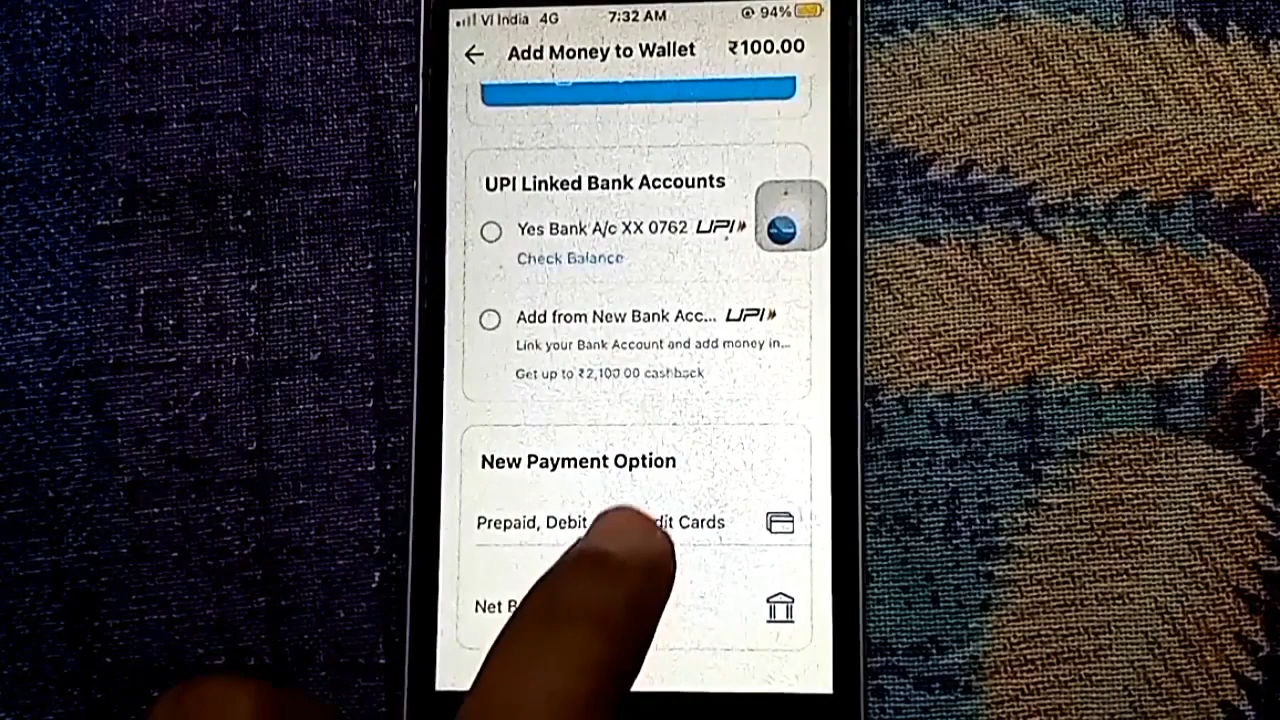 Vi India 4G 7:32 AM 94%
Add Money to Wallet ₹100.00
UPI Linked Bank Accounts
Yes Bank A/c XX 0762 UPI
Check Balance
Add from New Bank Acc... UPI
Link your Bank Account and add money in...
Get up to ₹2,100.00 cashback
New Payment Option
Prepaid, Debit dit Cards
Net B